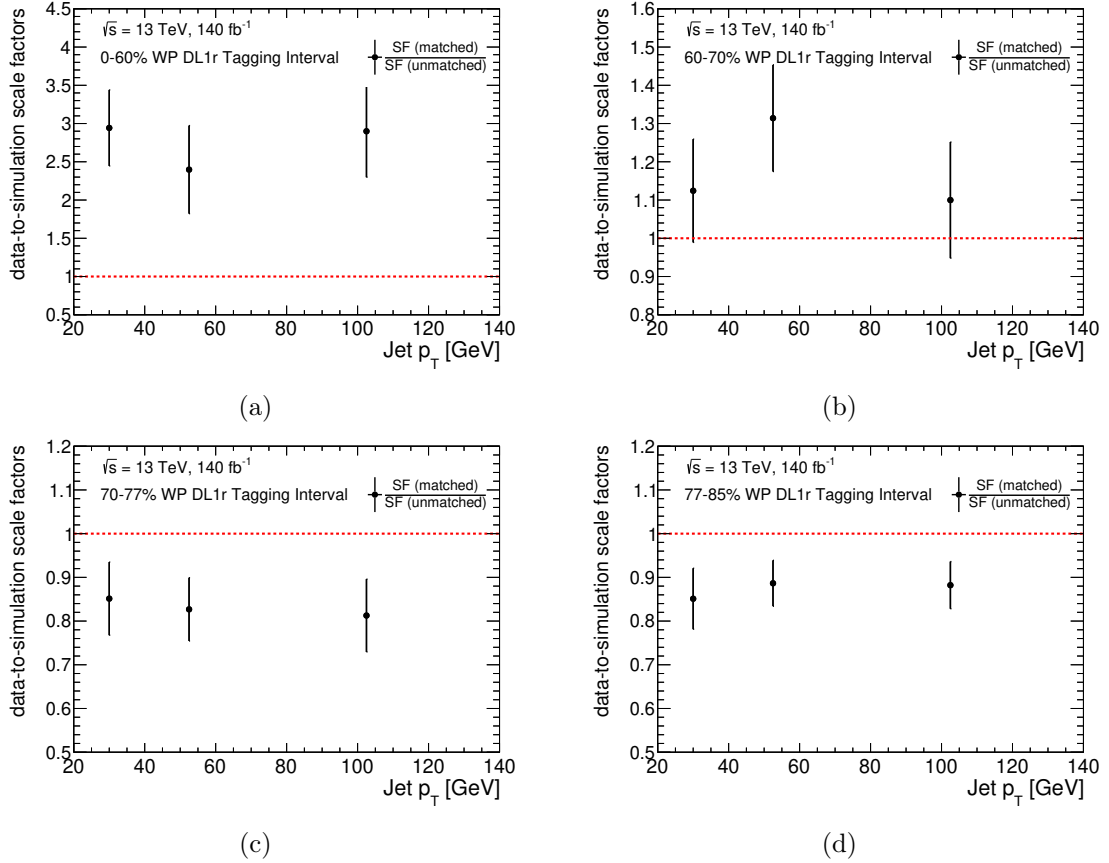 data-to-simulation scale factors
4.5
4
3.5
3
2.5
2
1.5
1
0.5
√s = 13 TeV, 140 fb⁻¹
0-60% WP DL1r Tagging Interval
SF (matched)
SF (unmatched)
20 40 60 80 100 120 140
Jet p_T [GeV]
(a)
data-to-simulation scale factors
1.6
1.5
1.4
1.3
1.2
1.1
1
0.9
0.8
√s = 13 TeV, 140 fb⁻¹
60-70% WP DL1r Tagging Interval
SF (matched)
SF (unmatched)
20 40 60 80 100 120 140
Jet p_T [GeV]
(b)
data-to-simulation scale factors
1.2
1.1
1
0.9
0.8
0.7
0.6
0.5
√s = 13 TeV, 140 fb⁻¹
70-77% WP DL1r Tagging Interval
SF (matched)
SF (unmatched)
20 40 60 80 100 120 140
Jet p_T [GeV]
(c)
data-to-simulation scale factors
1.2
1.1
1
0.9
0.8
0.7
0.6
0.5
√s = 13 TeV, 140 fb⁻¹
77-85% WP DL1r Tagging Interval
SF (matched)
SF (unmatched)
20 40 60 80 100 120 140
Jet p_T [GeV]
(d)